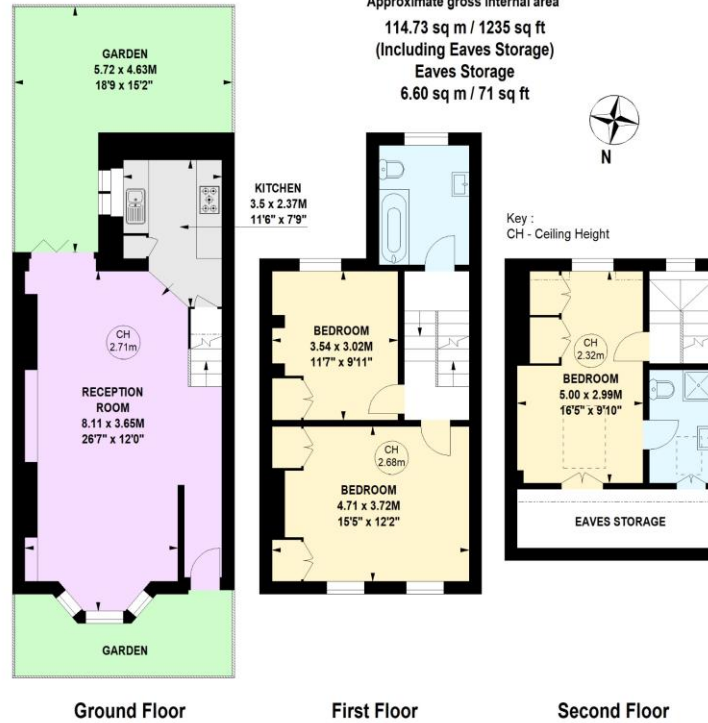 Approximate gross internal area
114.73 sq m / 1235 sq ft
(Including Eaves Storage)
Eaves Storage
6.60 sq m / 71 sq ft
N
Key :
CH - Ceiling Height
GARDEN
5.72 x 4.63M
18'9 x 15'2"
KITCHEN
3.5 x 2.37M
11'6" x 7'9"
CH
2.71m
RECEPTION
ROOM
8.11 x 3.65M
26'7" x 12'0"
GARDEN
BEDROOM
3.54 x 3.02M
11'7" x 9'11"
CH
2.68m
BEDROOM
4.71 x 3.72M
15'5" x 12'2"
CH
2.32m
BEDROOM
5.00 x 2.99M
16'5" x 9'10"
EAVES STORAGE
Ground Floor
First Floor
Second Floor